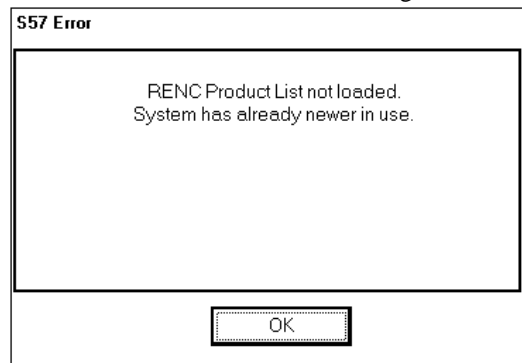 S57 Error
RENC Product List not loaded.
System has already newer in use.
OK